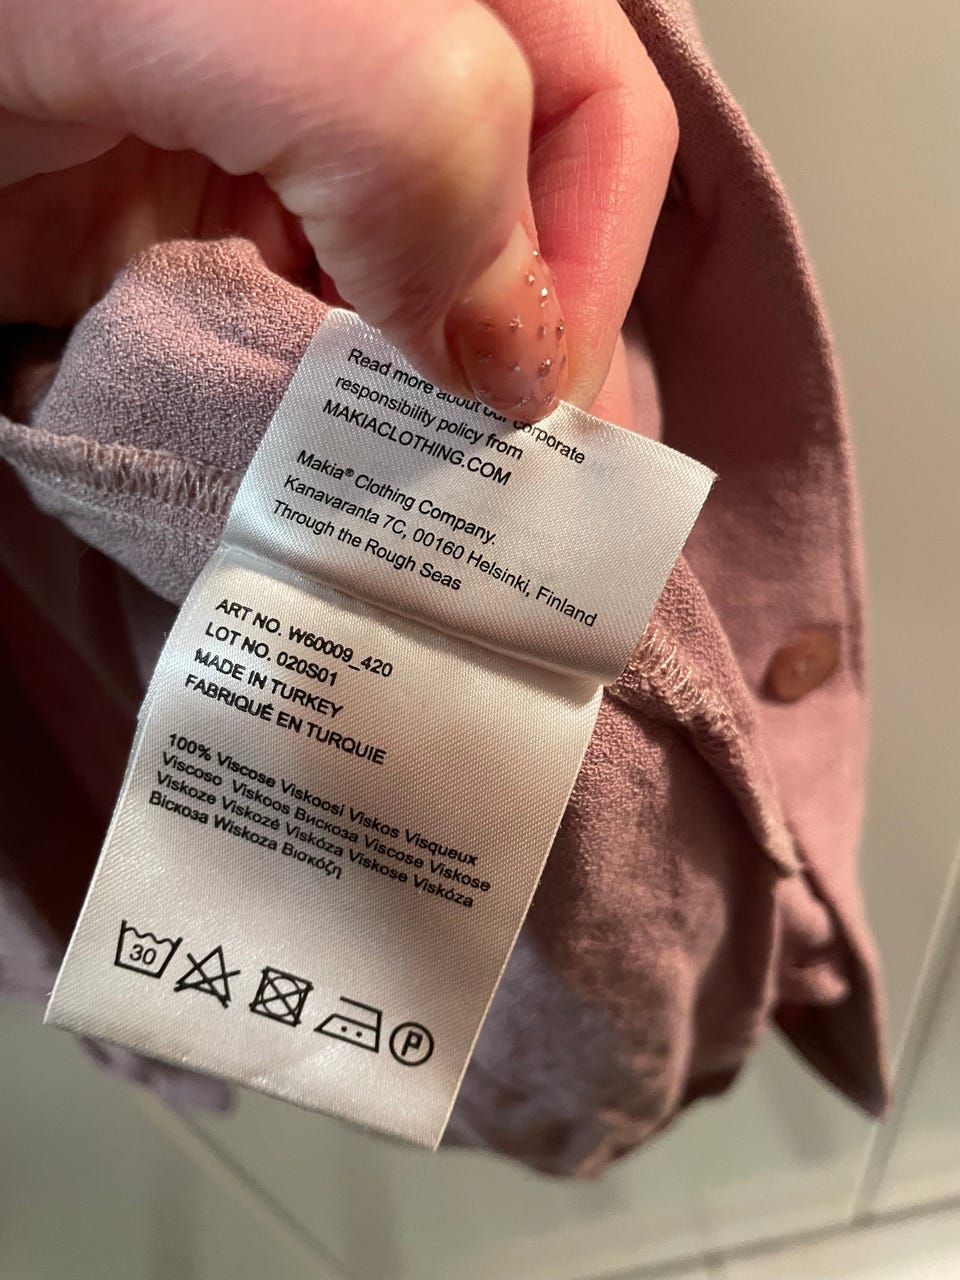 Read more about our corporate
responsibility policy from
MAKIACLOTHING.COM
Makia® Clothing Company.
Kanavaranta 7C, 00160 Helsinki, Finland
Through the Rough Seas
ART NO. W60009_420
LOT NO. 020S01
MADE IN TURKEY
FABRIQUÉ EN TURQUIE
100% Viscose Viskoosi Viskos Visqueux
Viscoso Viskoos Вискоза Viscose Viskose
Viskoze Viskozė Viskóza Viskose Viskóza
Віскоза Wiskoza Βισκόζη
30
P